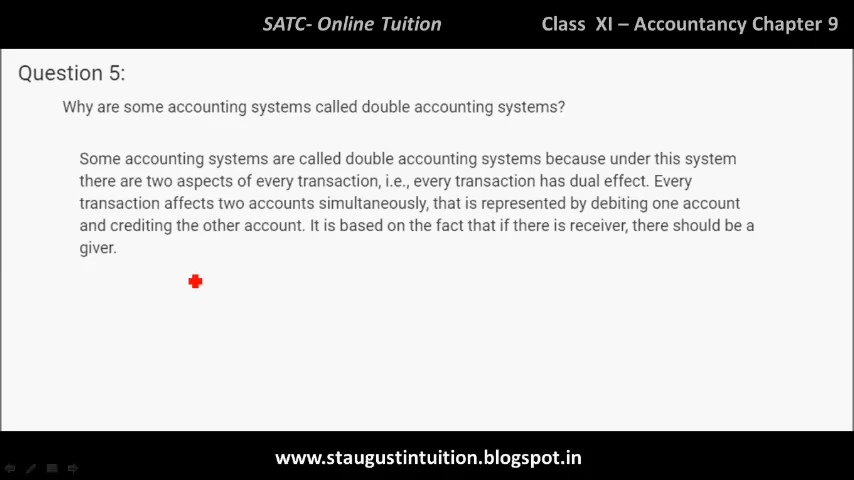 SATC- Online Tuition Class XI – Accountancy Chapter 9
Question 5:
Why are some accounting systems called double accounting systems?
Some accounting systems are called double accounting systems because under this system
there are two aspects of every transaction, i.e., every transaction has dual effect. Every
transaction affects two accounts simultaneously, that is represented by debiting one account
and crediting the other account. It is based on the fact that if there is receiver, there should be a
giver.
www.staugustintuition.blogspot.in